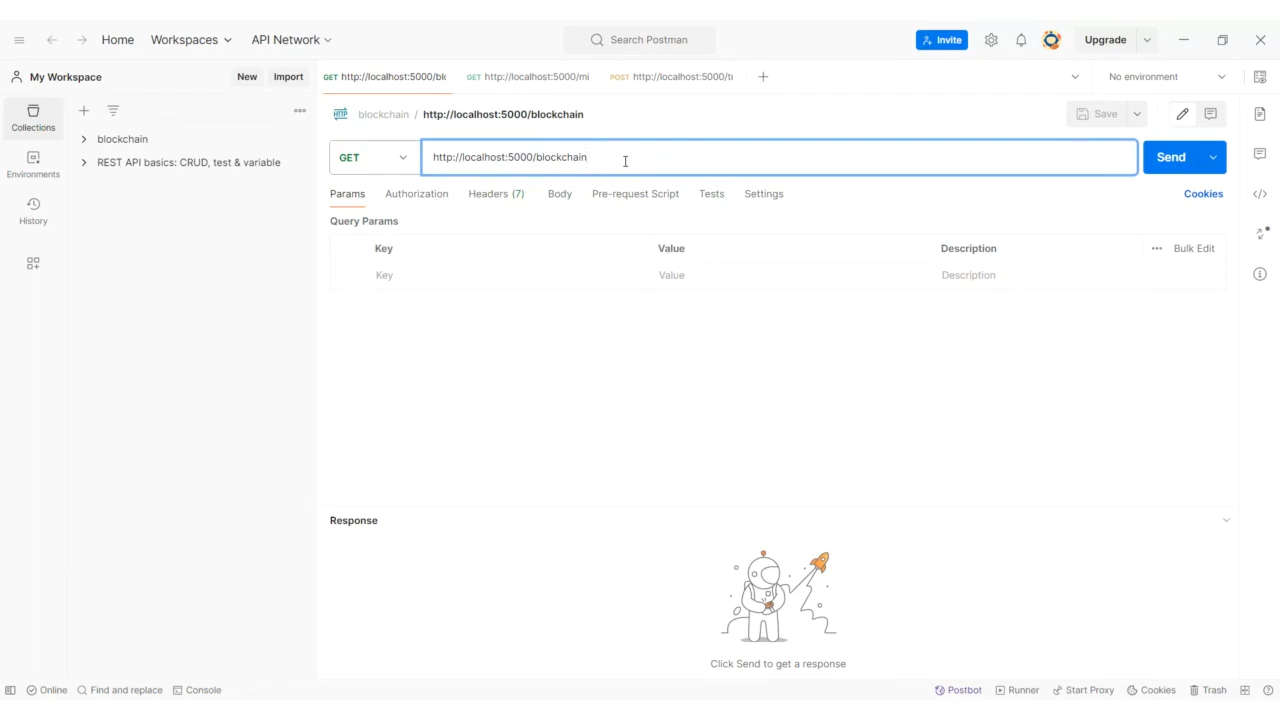 Home Workspaces API Network Search Postman Invite Upgrade
My Workspace New Import GET http://localhost:5000/bl GET http://localhost:5000/mi POST http://localhost:5000/t No environment
Collections
Environments
History
blockchain
REST API basics: CRUD, test & variable
HTTP blockchain / http://localhost:5000/blockchain Save
GET http://localhost:5000/blockchain Send
Params Authorization Headers (7) Body Pre-request Script Tests Settings Cookies
Query Params
Key Value Description Bulk Edit
Key Value Description
Response
Click Send to get a response
Online Find and replace Console Postbot Runner Start Proxy Cookies Trash